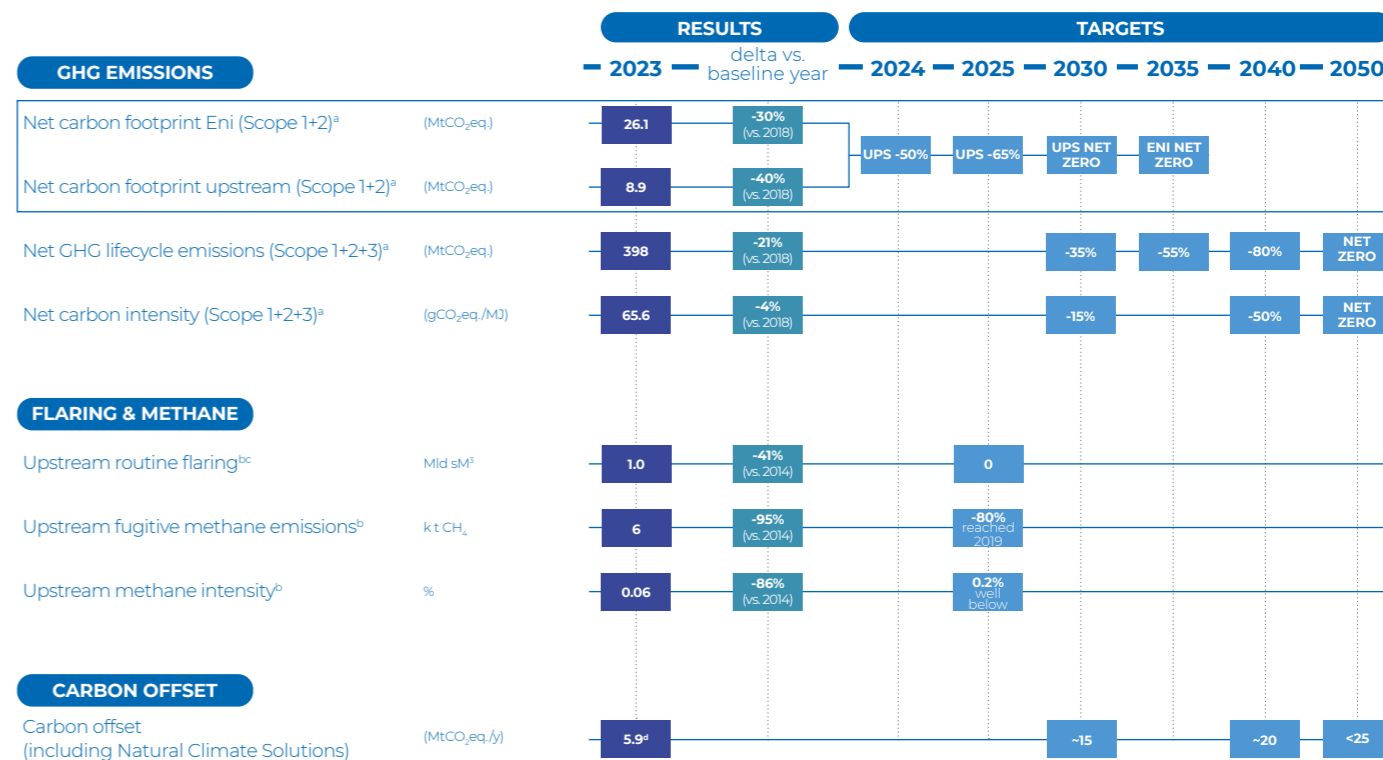 RESULTS TARGETS
GHG EMISSIONS 2023 delta vs. baseline year 2024 2025 2030 2035 2040 2050
Net carbon footprint Eni (Scope 1+2)ᵃ (MtCO₂eq.) 26.1 -30% (vs. 2018)
UPS -50% UPS -65% UPS NET ZERO ENI NET ZERO
Net carbon footprint upstream (Scope 1+2)ᵃ (MtCO₂eq.) 8.9 -40% (vs. 2018)
Net GHG lifecycle emissions (Scope 1+2+3)ᵃ (MtCO₂eq.) 398 -21% (vs. 2018) -35% -55% -80% NET ZERO
Net carbon intensity (Scope 1+2+3)ᵃ (gCO₂eq./MJ) 65.6 -4% (vs. 2018) -15% -50% NET ZERO
FLARING & METHANE
Upstream routine flaringᵇᶜ Mld sM³ 1.0 -41% (vs. 2014) 0
Upstream fugitive methane emissionsᵇ k t CH₄ 6 -95% (vs. 2014) -80% reached 2019
Upstream methane intensityᵇ % 0.06 -86% (vs. 2014) 0.2% well below
CARBON OFFSET
Carbon offset
(including Natural Climate Solutions) (MtCO₂eq./y) 5.9ᵈ ~15 ~20 <25